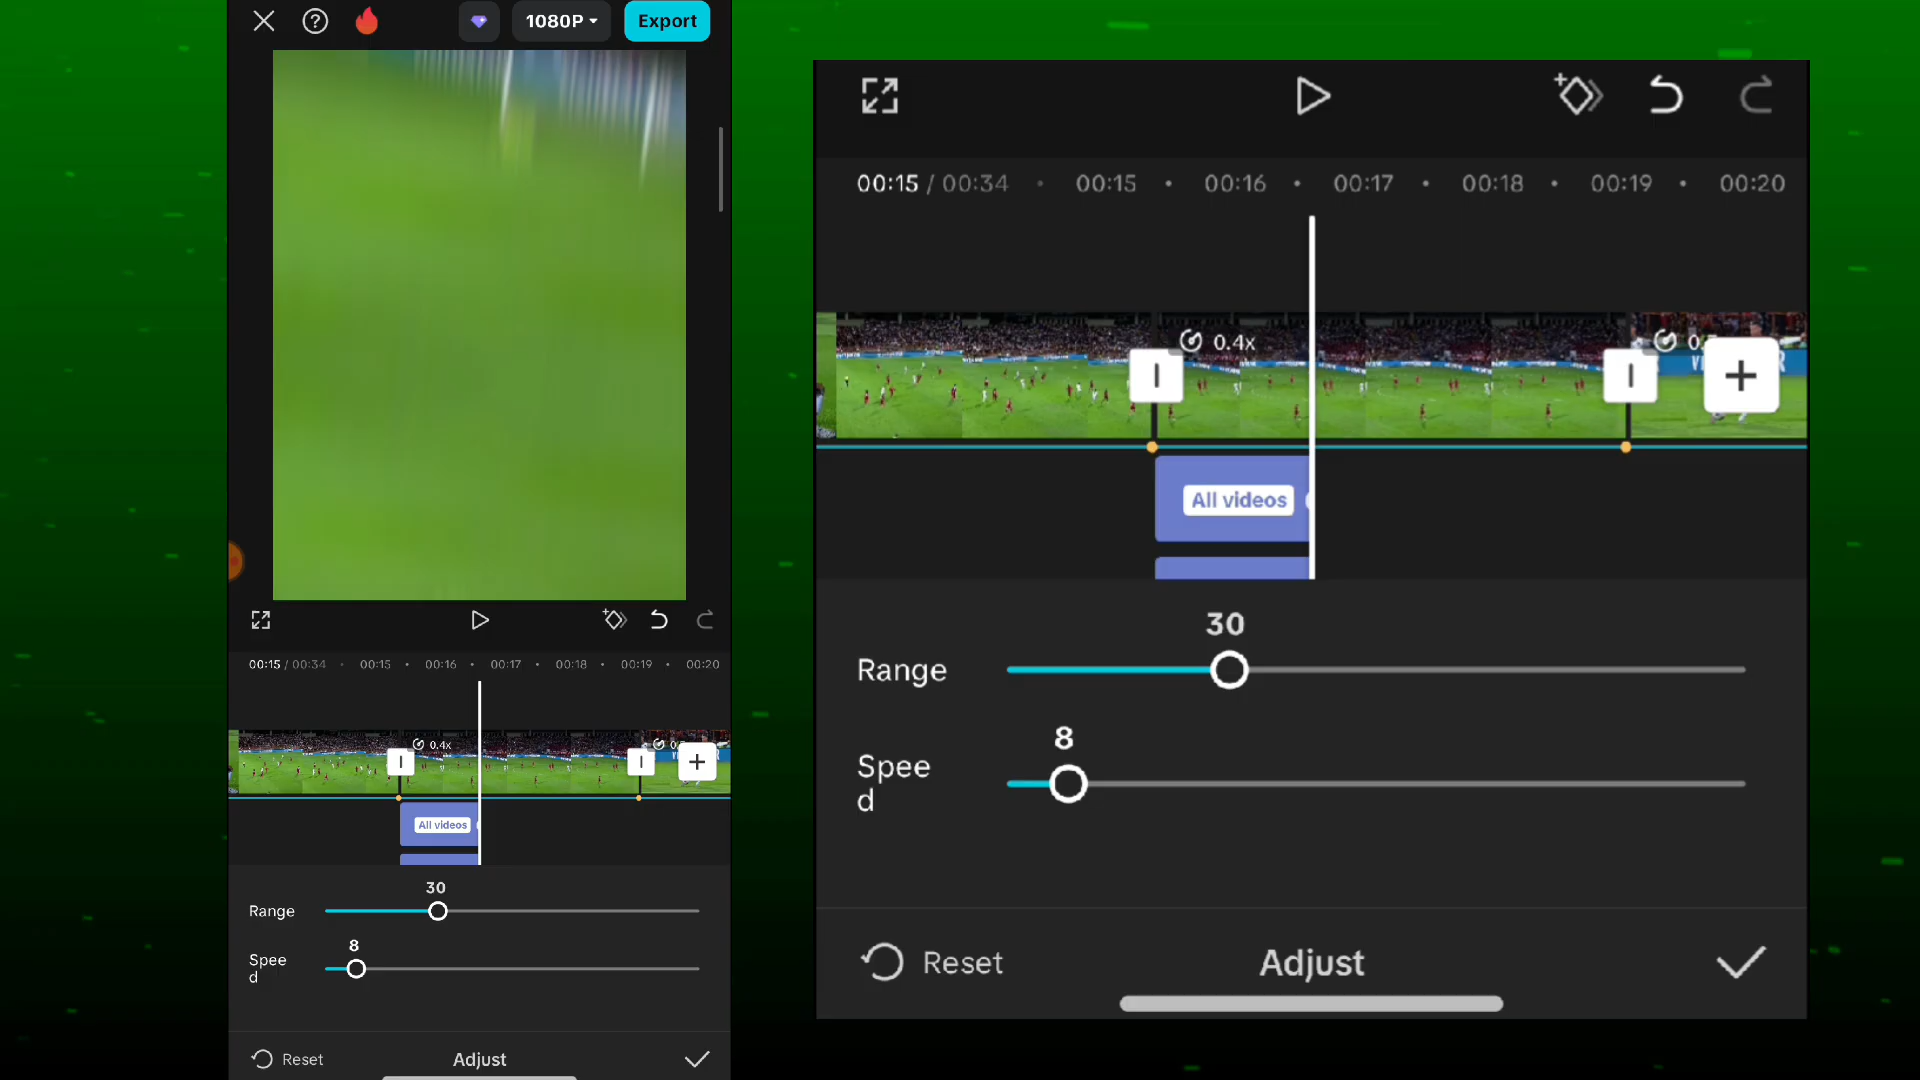 1080P Export
00:15 / 00:34 00:15 00:16 00:17 00:18 00:19 00:20
0.4x
All videos
30
Range
8
Spee
d
Reset Adjust
00:15 / 00:34 00:15 00:16 00:17 00:18 00:19 00:20
0.4x
All videos
30
Range
8
Spee
d
Reset Adjust